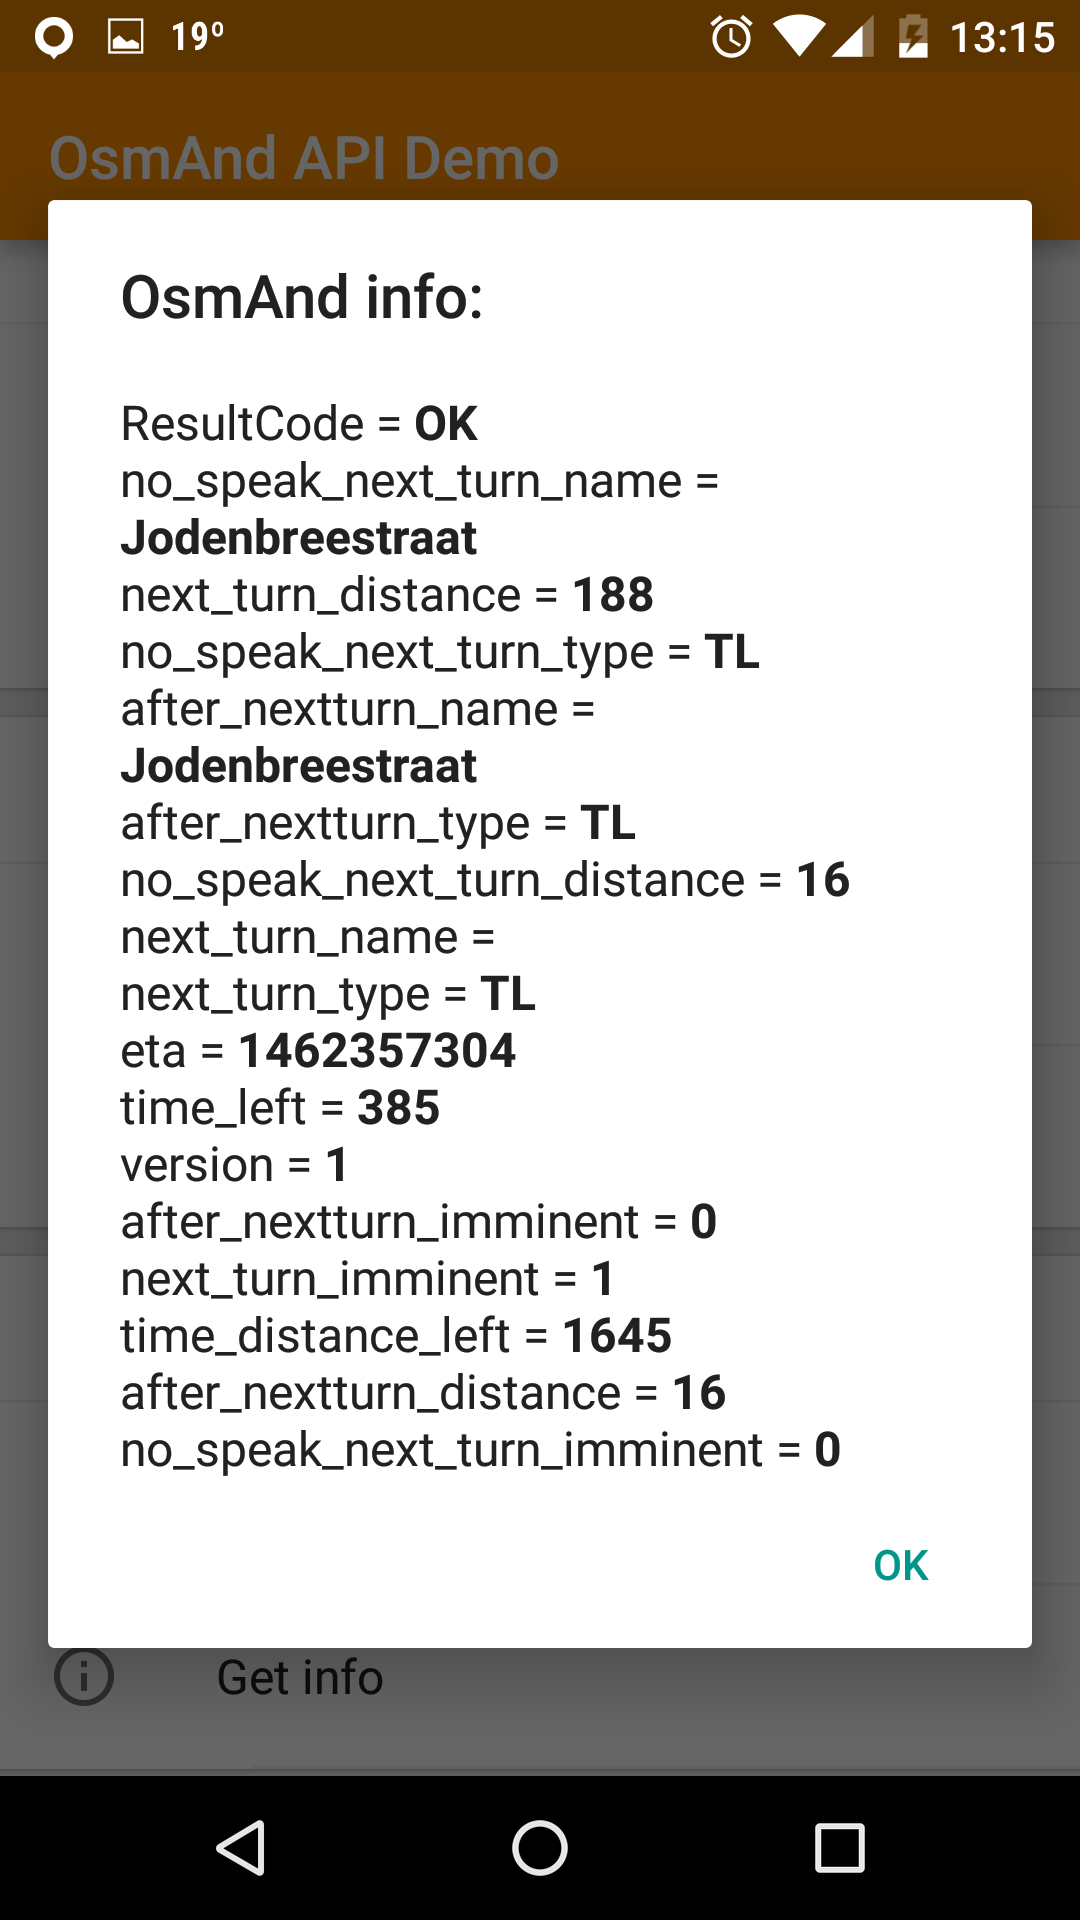 19º 13:15
OsmAnd API Demo
OsmAnd info:
ResultCode = OK
no_speak_next_turn_name =
Jodenbreestraat
next_turn_distance = 188
no_speak_next_turn_type = TL
after_nextturn_name =
Jodenbreestraat
after_nextturn_type = TL
no_speak_next_turn_distance = 16
next_turn_name =
next_turn_type = TL
eta = 1462357304
time_left = 385
version = 1
after_nextturn_imminent = 0
next_turn_imminent = 1
time_distance_left = 1645
after_nextturn_distance = 16
no_speak_next_turn_imminent = 0
OK
Get info